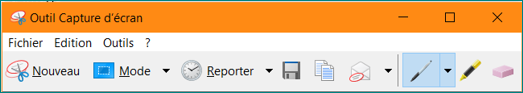 Outil Capture d'écran
Fichier Edition Outils ?
Nouveau Mode Reporter